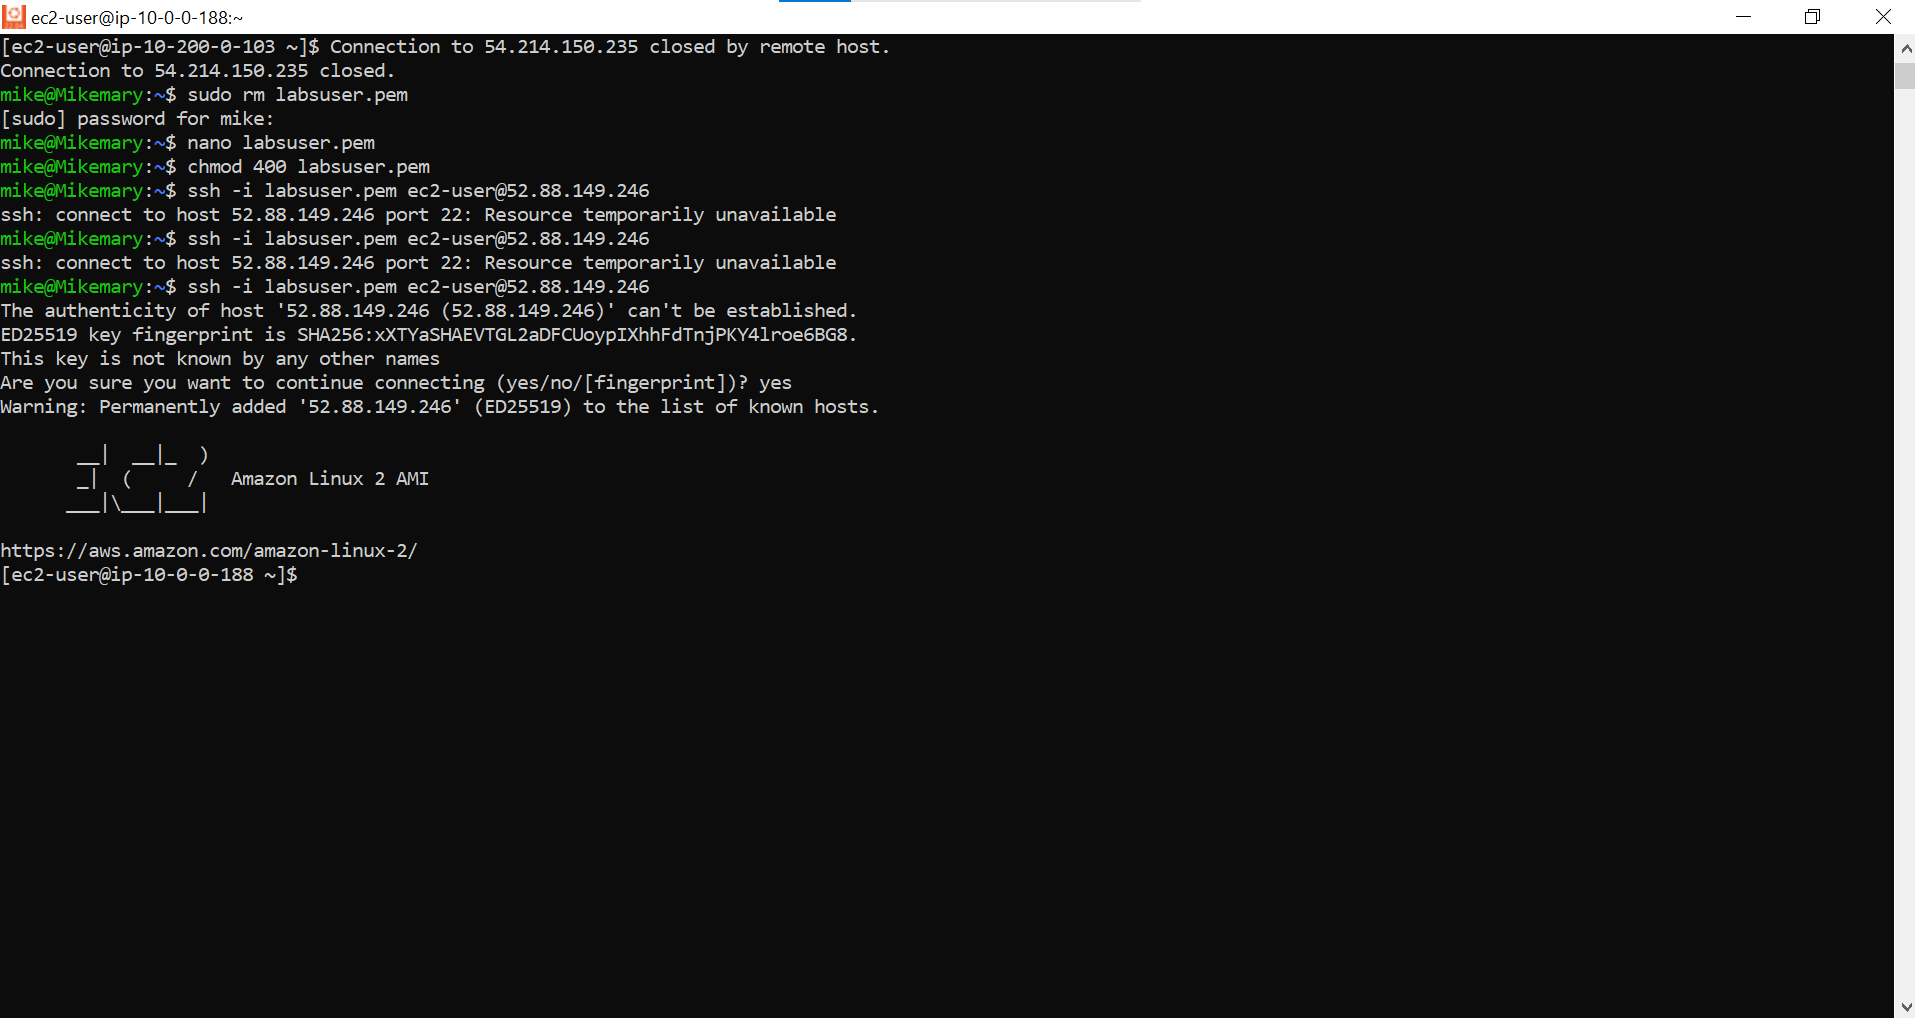 ec2-user@ip-10-0-0-188:~
[ec2-user@ip-10-200-0-103 ~]$ Connection to 54.214.150.235 closed by remote host.
Connection to 54.214.150.235 closed.
mike@Mikemary:~$ sudo rm labsuser.pem
[sudo] password for mike:
mike@Mikemary:~$ nano labsuser.pem
mike@Mikemary:~$ chmod 400 labsuser.pem
mike@Mikemary:~$ ssh -i labsuser.pem ec2-user@52.88.149.246
ssh: connect to host 52.88.149.246 port 22: Resource temporarily unavailable
mike@Mikemary:~$ ssh -i labsuser.pem ec2-user@52.88.149.246
ssh: connect to host 52.88.149.246 port 22: Resource temporarily unavailable
mike@Mikemary:~$ ssh -i labsuser.pem ec2-user@52.88.149.246
The authenticity of host '52.88.149.246 (52.88.149.246)' can't be established.
ED25519 key fingerprint is SHA256:xXTYaSHAEVTGL2aDFCUoypIXhhFdTnjPKY4lroe6BG8.
This key is not known by any other names
Are you sure you want to continue connecting (yes/no/[fingerprint])? yes
Warning: Permanently added '52.88.149.246' (ED25519) to the list of known hosts.
       __|  __|_  )
       _|  (     /   Amazon Linux 2 AMI
      ___|\___|___|
https://aws.amazon.com/amazon-linux-2/
[ec2-user@ip-10-0-0-188 ~]$